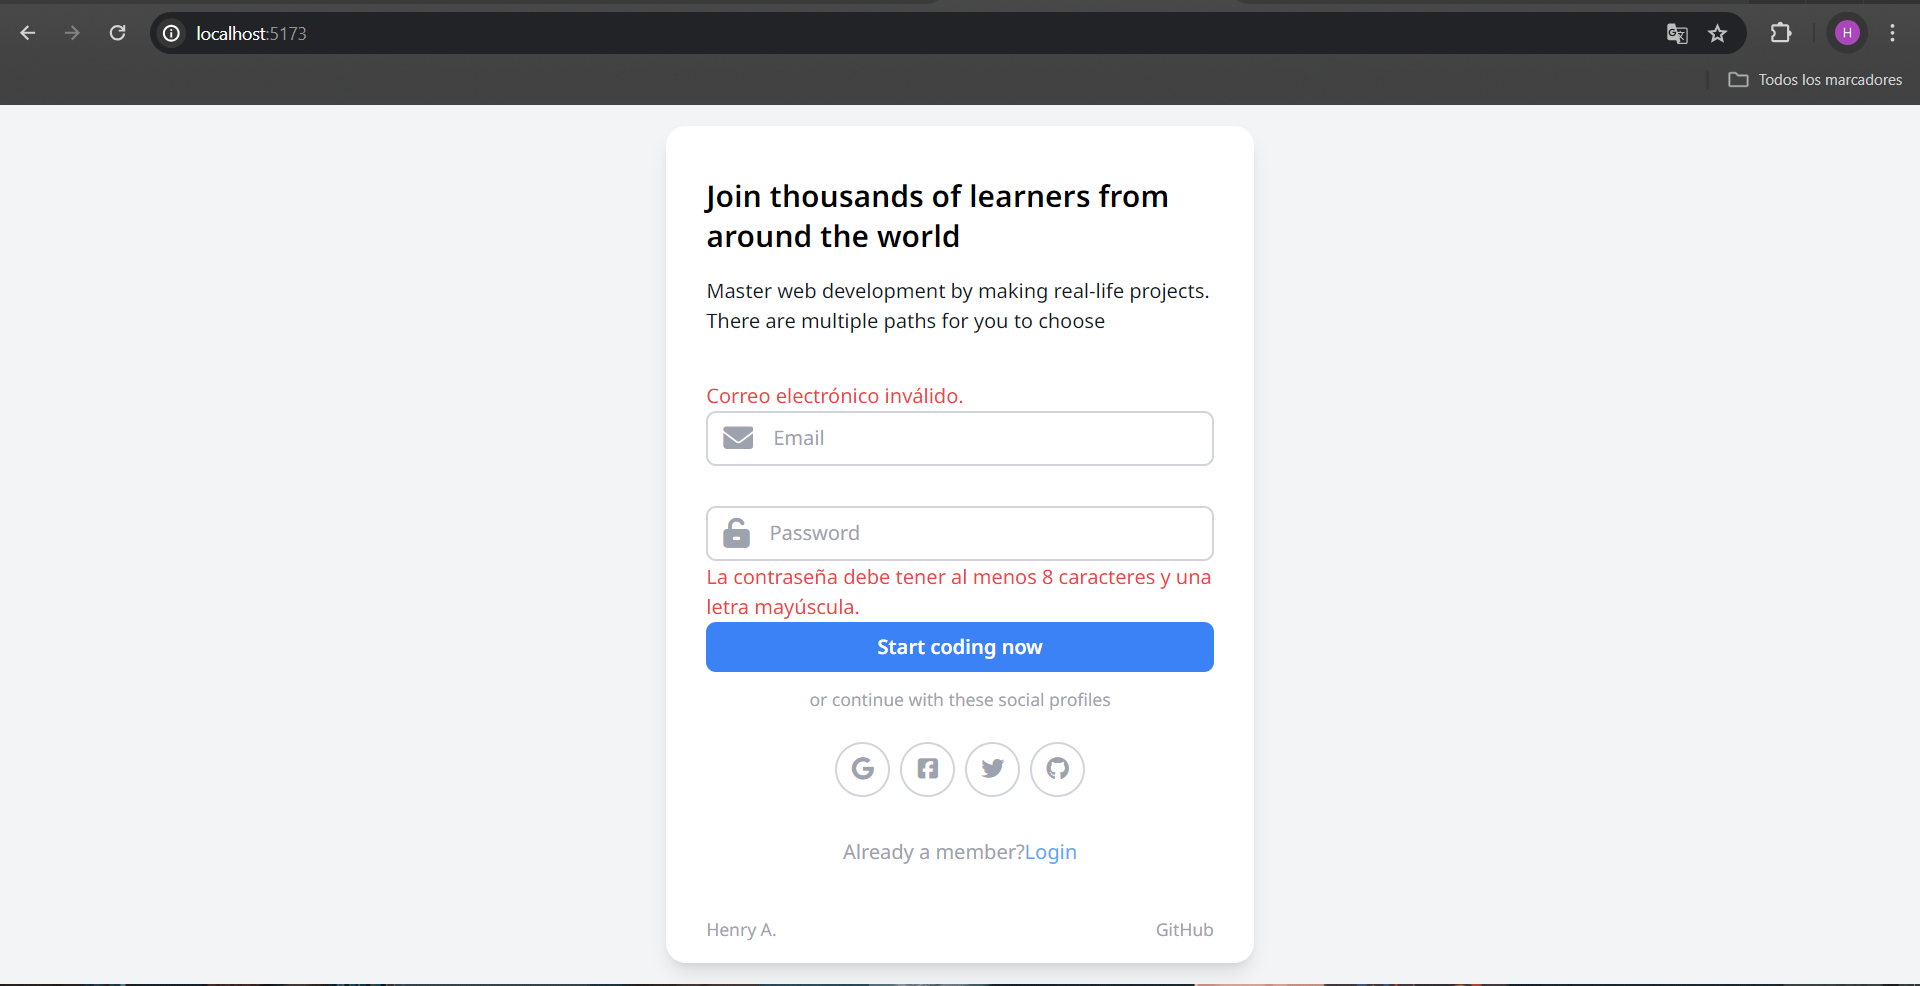 localhost:5173
H
Todos los marcadores
Join thousands of learners from
around the world
Master web development by making real-life projects.
There are multiple paths for you to choose
Correo electrónico inválido.
Email
Password
La contraseña debe tener al menos 8 caracteres y una
letra mayúscula.
Start coding now
or continue with these social profiles
Already a member?Login
Henry A.
GitHub